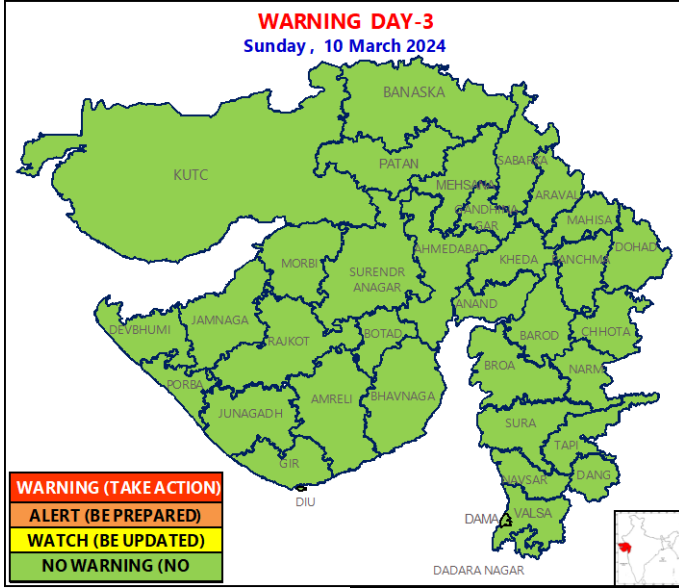 WARNING DAY-3
Sunday, 10 March 2024
BANASKA
KUTC
PATAN
SABARKA
MEHSANA
ARAVAL
GANDHINA
GAR
MAHISA
AHMEDABAD
DOHAD
KHEDA
PANCHMA
MORBI
SURENDR
ANAGAR
ANAND
JAMNAGA
DEVBHUMI
RAJKOT
BOTAD
BAROD
CHHOTA
BROA
NARM
PORBA
AMRELI
BHAVNAGA
JUNAGADH
SURA
TAPI
GIR
NAVSAR
DANG
DIU
DAMA
VALSA
DADARA NAGAR
WARNING (TAKE ACTION)
ALERT (BE PREPARED)
WATCH (BE UPDATED)
NO WARNING (NO